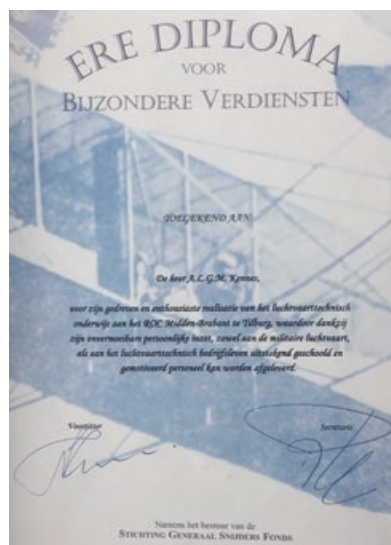 ERE DIPLOMA
VOOR
BIJZONDERE VERDIENSTEN
TOEGEKEND AAN
De heer A.L.G.M. Kennes,
voor zijn gedreven en enthousiaste realisatie van het luchtvaarttechnisch
onderwijs aan het ROC Midden-Brabant te Tilburg, waardoor dankzij
zijn onvermoeibare persoonlijke inzet, zowel aan de militaire luchtvaart,
als aan het luchtvaarttechnisch bedrijfsleven uitstekend geschoold en
gemotiveerd personeel kan worden afgeleverd.
Voorzitter Secretaris
Namens het bestuur van de
STICHTING GENERAAL SNIJDERS FONDS